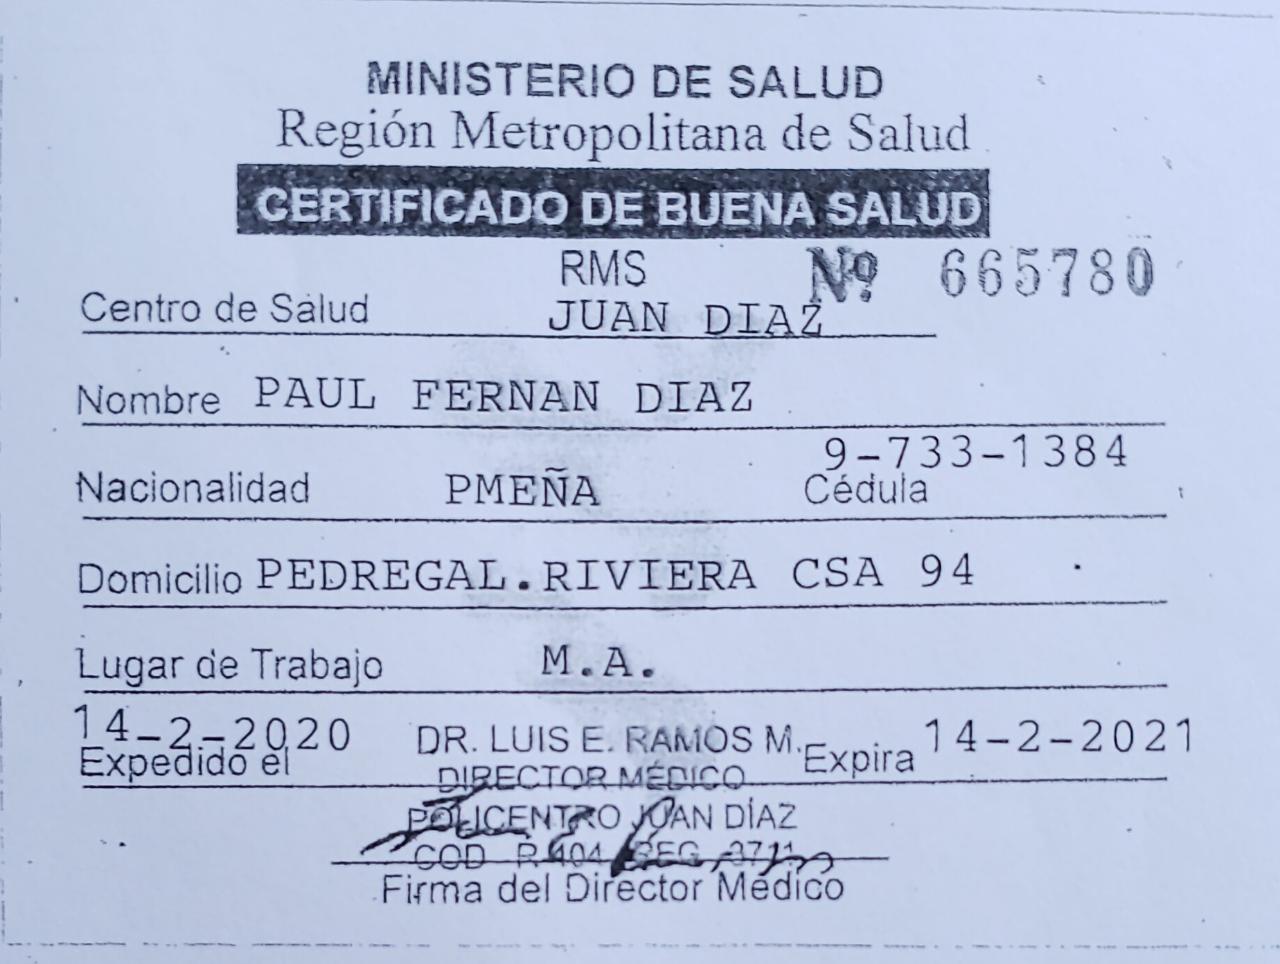 MINISTERIO DE SALUD
Región Metropolitana de Salud
CERTIFICADO DE BUENA SALUD
RMS Nº 665780
Centro de Salud JUAN DIAZ
Nombre PAUL FERNAN DIAZ
9-733-1384
Nacionalidad PMEÑA Cédula
Domicilio PEDREGAL.RIVIERA CSA 94
Lugar de Trabajo M.A.
14-2-2020 DR. LUIS E. RAMOS M. 14-2-2021
Expedido el Expira
DIRECTOR MÉDICO
POLICENTRO JUAN DÍAZ
COD R 404 REG
Firma del Director Médico